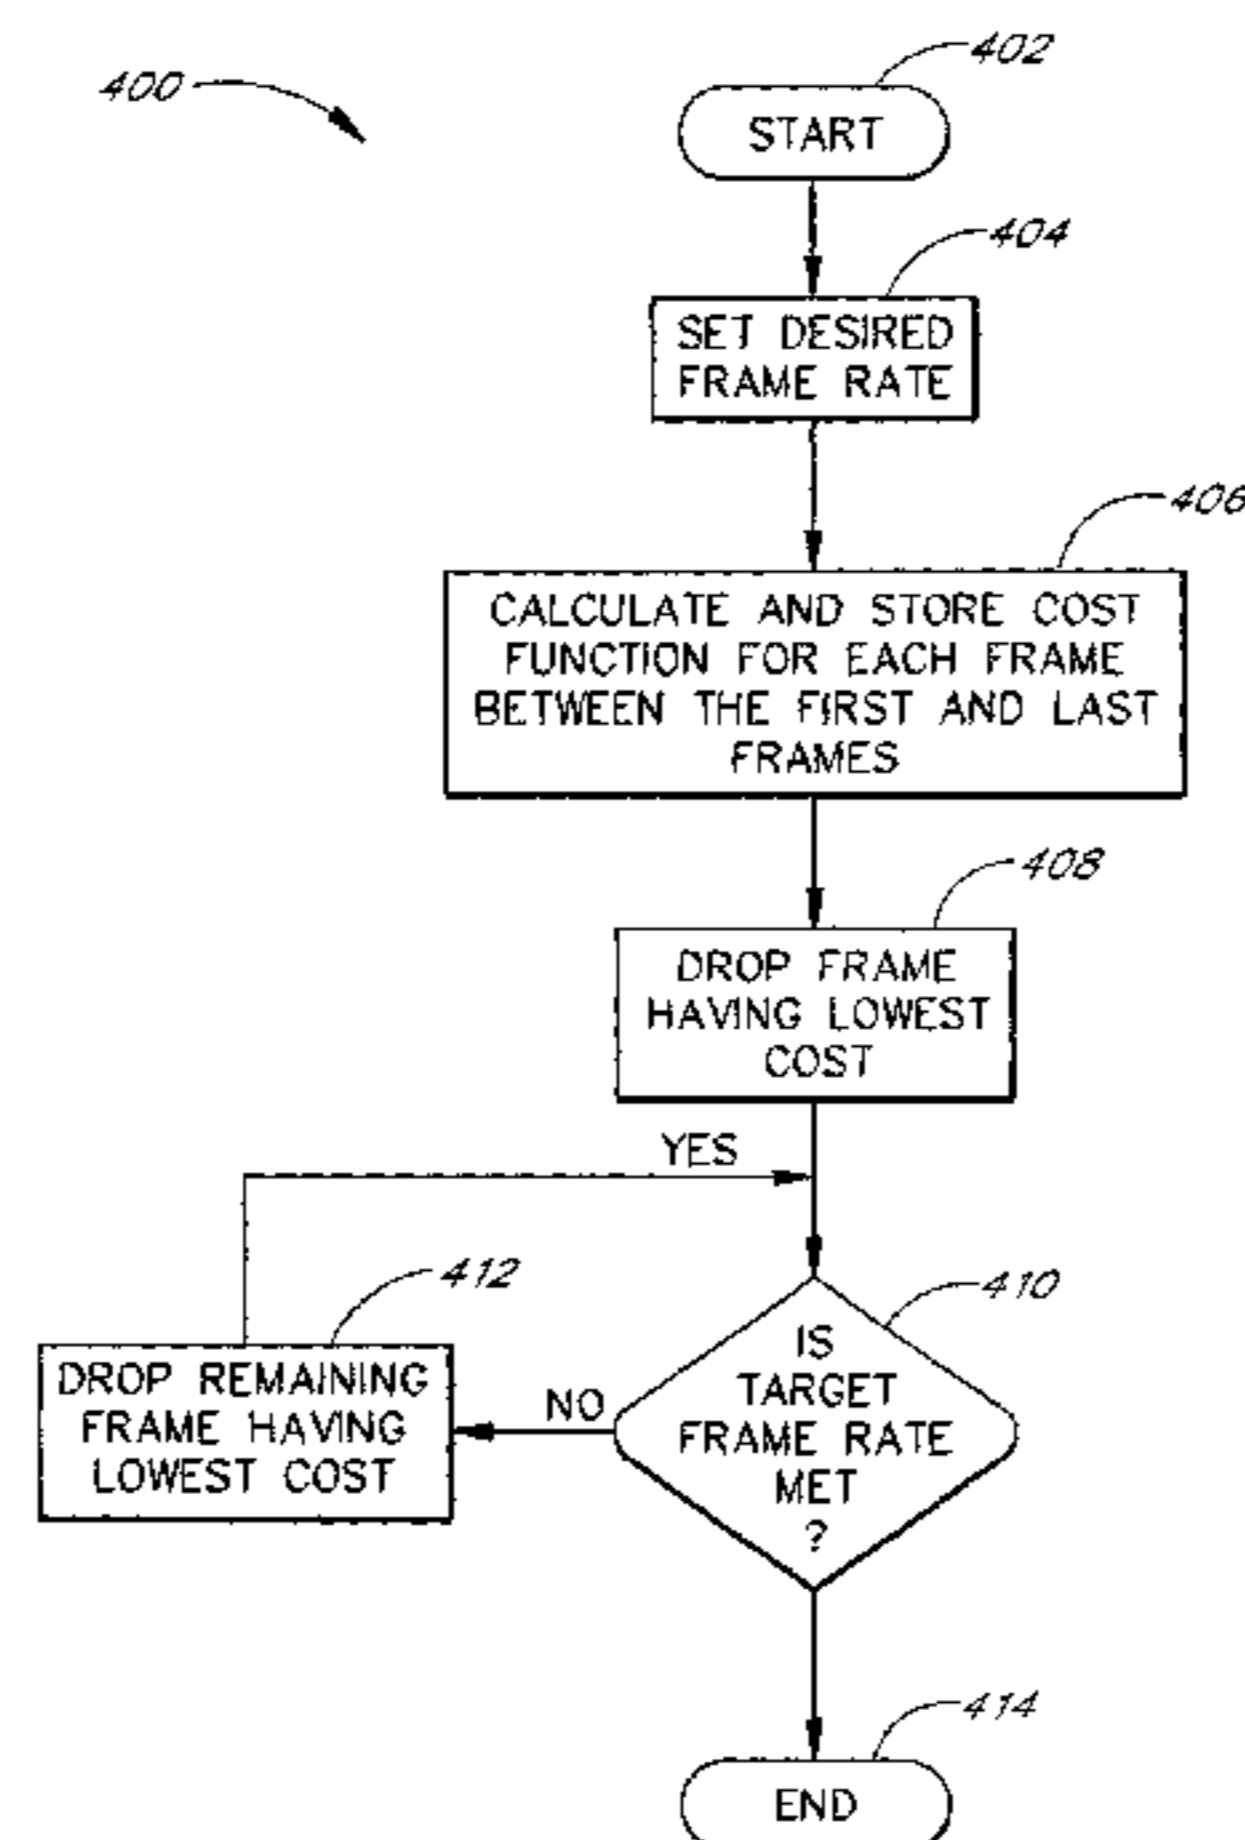 400
402
START
404
SET DESIRED
FRAME RATE
406
CALCULATE AND STORE COST
FUNCTION FOR EACH FRAME
BETWEEN THE FIRST AND LAST
FRAMES
408
DROP FRAME
HAVING LOWEST
COST
YES
412
DROP REMAINING
FRAME HAVING
LOWEST COST
NO
410
IS
TARGET
FRAME RATE
MET
?
414
END